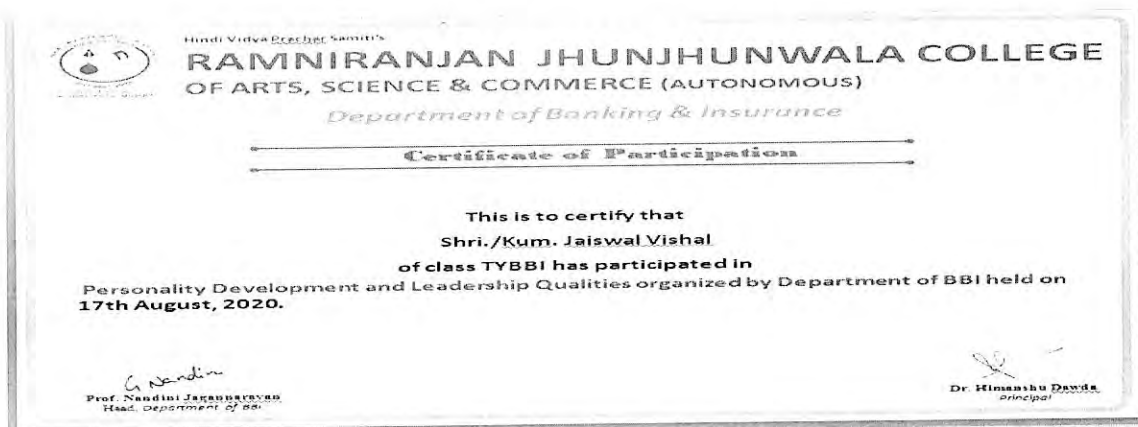 Hindi Vidya Prechar Samiti's
RAMNIRANJAN JHUNJHUNWALA COLLEGE
OF ARTS, SCIENCE & COMMERCE (AUTONOMOUS)
Department of Banking & Insurance
Certificate of Participation
This is to certify that
Shri./Kum. Jaiswal Vishal
of class TYBBI has participated in
Personality Development and Leadership Qualities organized by Department of BBI held on
17th August, 2020.
G Nandini
Prof. Nandini Jagannarayan
Head, Department of BBI
Dr. Himanshu Dawda
Principal